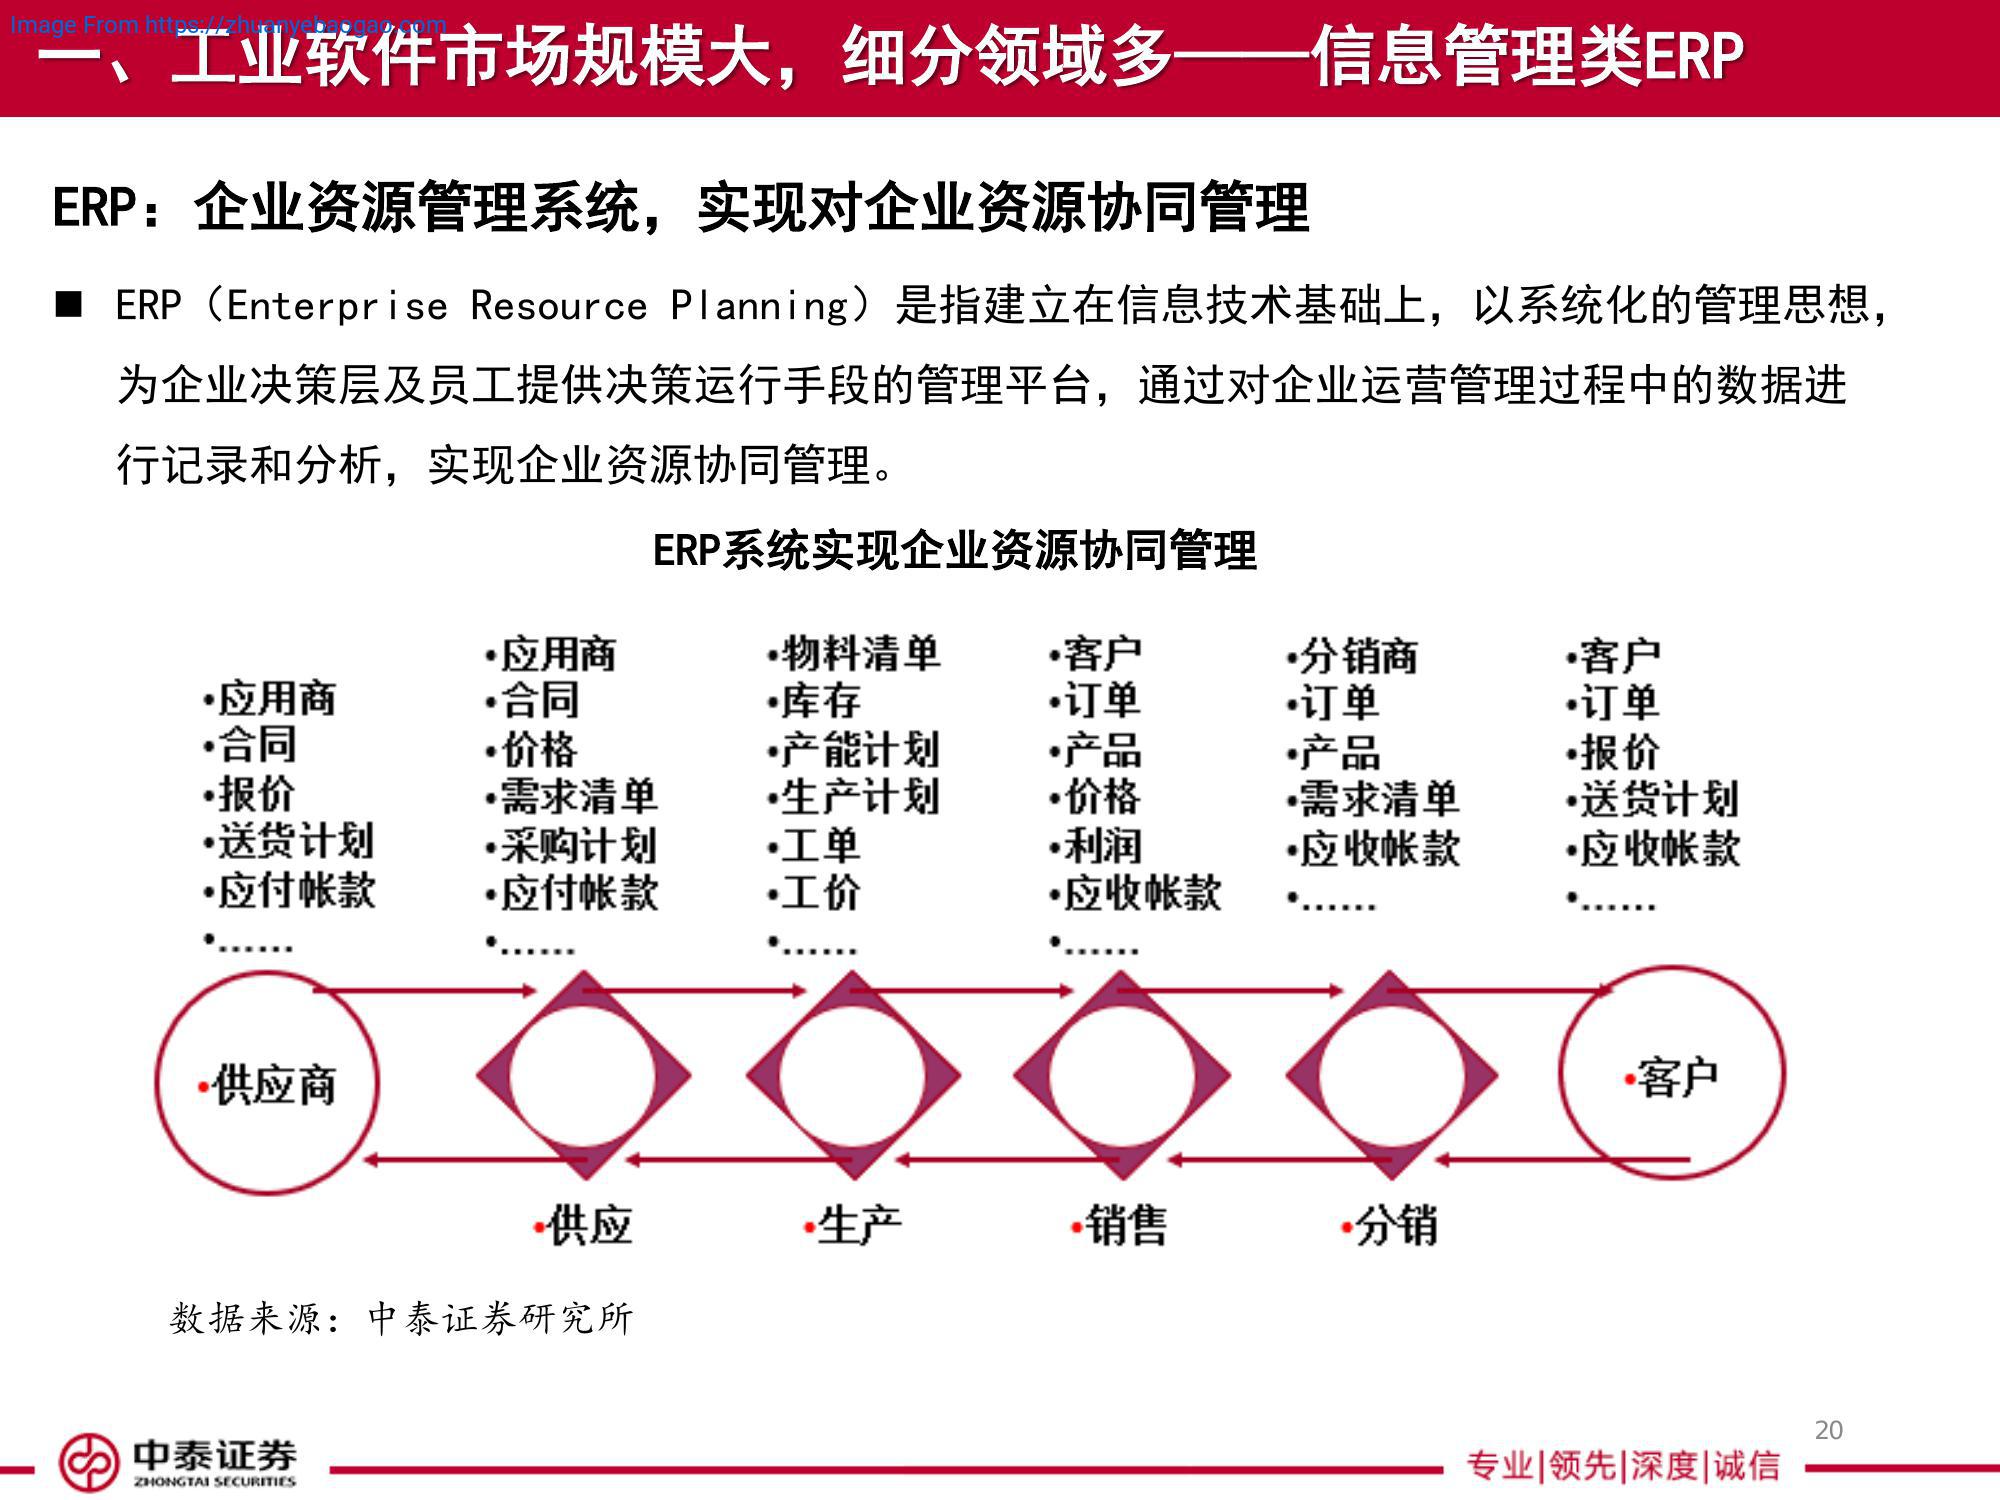 Image From https://zhuanyebaogao.com
一、工业软件市场规模大，细分领域多——信息管理类ERP
ERP：企业资源管理系统，实现对企业资源协同管理
■ ERP（Enterprise Resource Planning）是指建立在信息技术基础上，以系统化的管理思想，
为企业决策层及员工提供决策运行手段的管理平台，通过对企业运营管理过程中的数据进
行记录和分析，实现企业资源协同管理。
ERP系统实现企业资源协同管理
•应用商
•合同
•报价
•送货计划
•应付帐款
•……
•应用商
•合同
•价格
•需求清单
•采购计划
•应付帐款
•……
•物料清单
•库存
•产能计划
•生产计划
•工单
•工价
•……
•客户
•订单
•产品
•价格
•利润
•应收帐款
•……
•分销商
•订单
•产品
•需求清单
•应收帐款
•……
•客户
•订单
•报价
•送货计划
•应收帐款
•……
•供应商
•客户
•供应
•生产
•销售
•分销
数据来源：中泰证券研究所
20
中泰证券
ZHONGTAI SECURITIES
专业|领先|深度|诚信